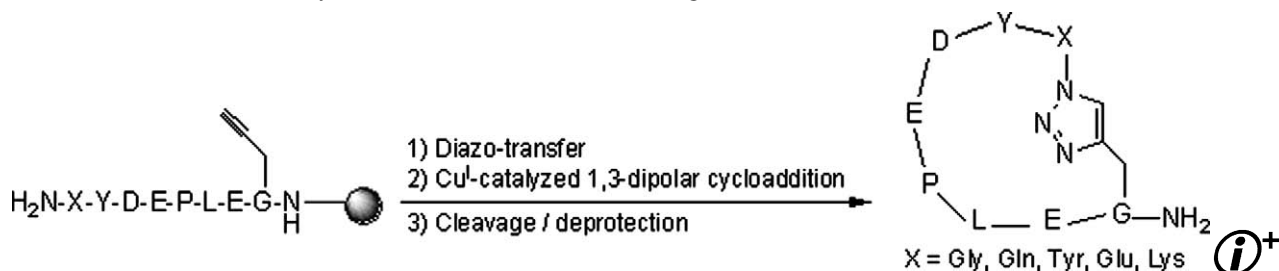 H₂N-X-Y-D-E-P-L-E-G-N
H
1) Diazo-transfer
2) Cuᴵ-catalyzed 1,3-dipolar cycloaddition
3) Cleavage / deprotection
D Y X
N
N
N
E
P
L E G NH₂
X = Gly, Gln, Tyr, Glu, Lys
i+